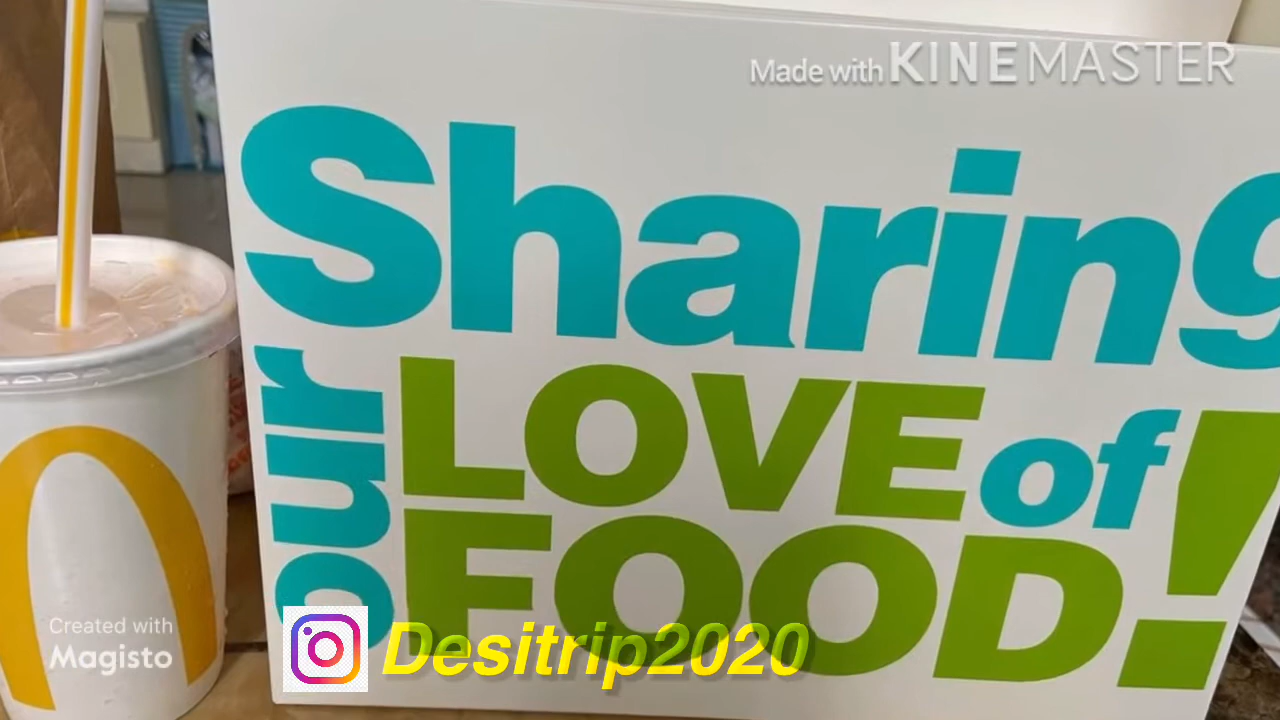 Made with KINEMASTER
Sharing
our
LOVE of
FOOD!
Created with
Magisto
Desitrip2020